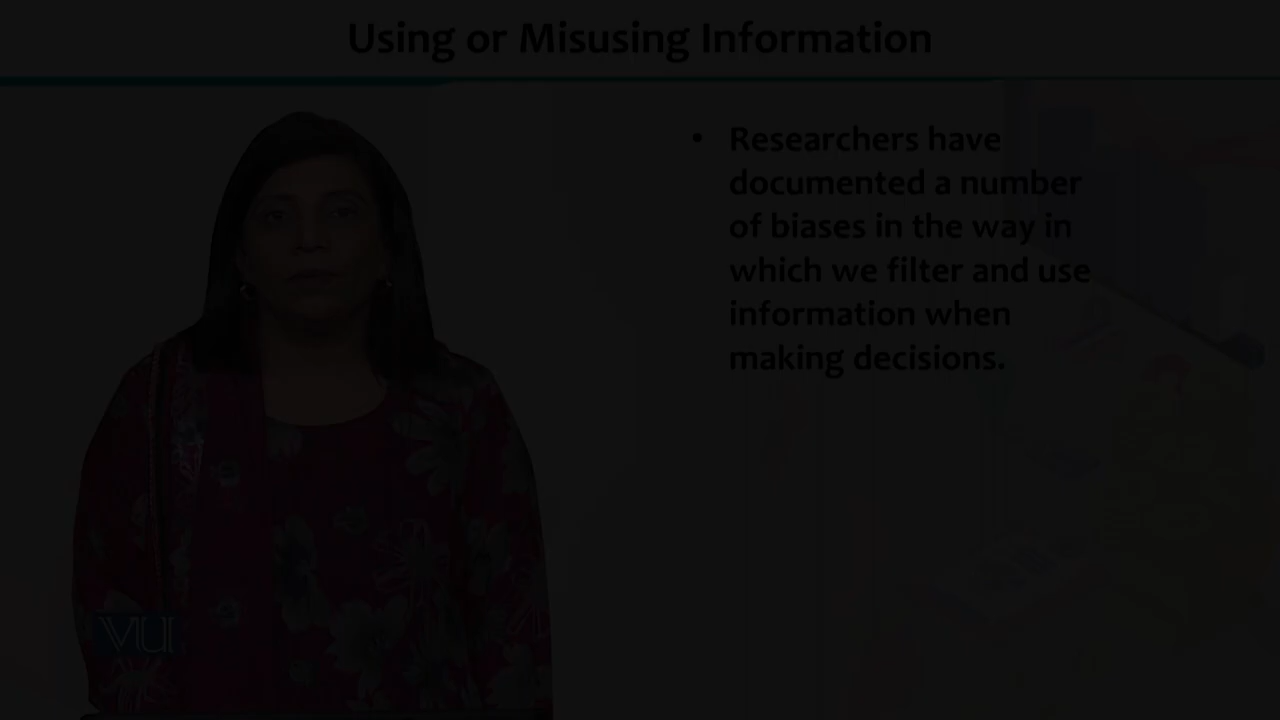 Using or Misusing Information
• Researchers have
documented a number
of biases in the way in
which we filter and use
information when
making decisions.
VU